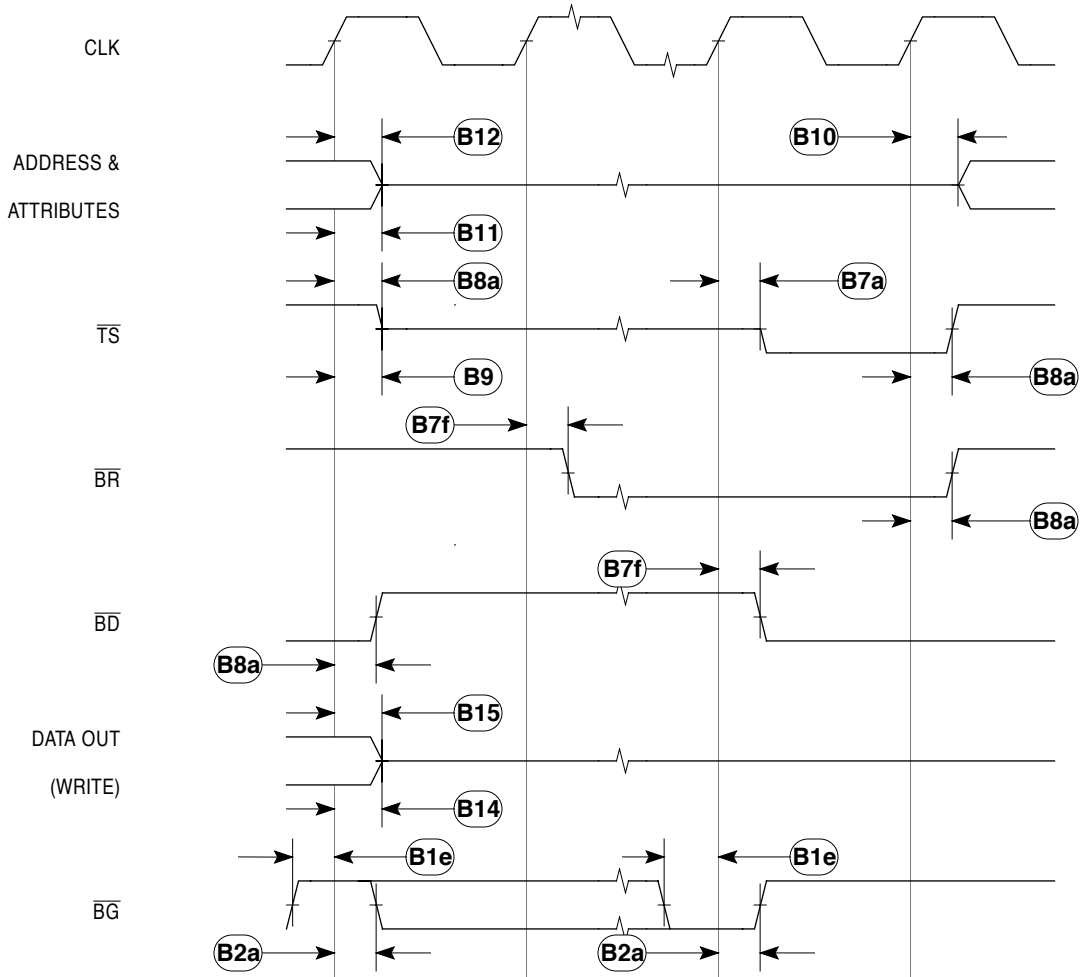 CLK
B12
B10
ADDRESS &
ATTRIBUTES
B11
B8a
B7a
TS
B9
B8a
B7f
BR
B8a
B7f
BD
B8a
B15
DATA OUT
(WRITE)
B14
B1e
B1e
BG
B2a
B2a